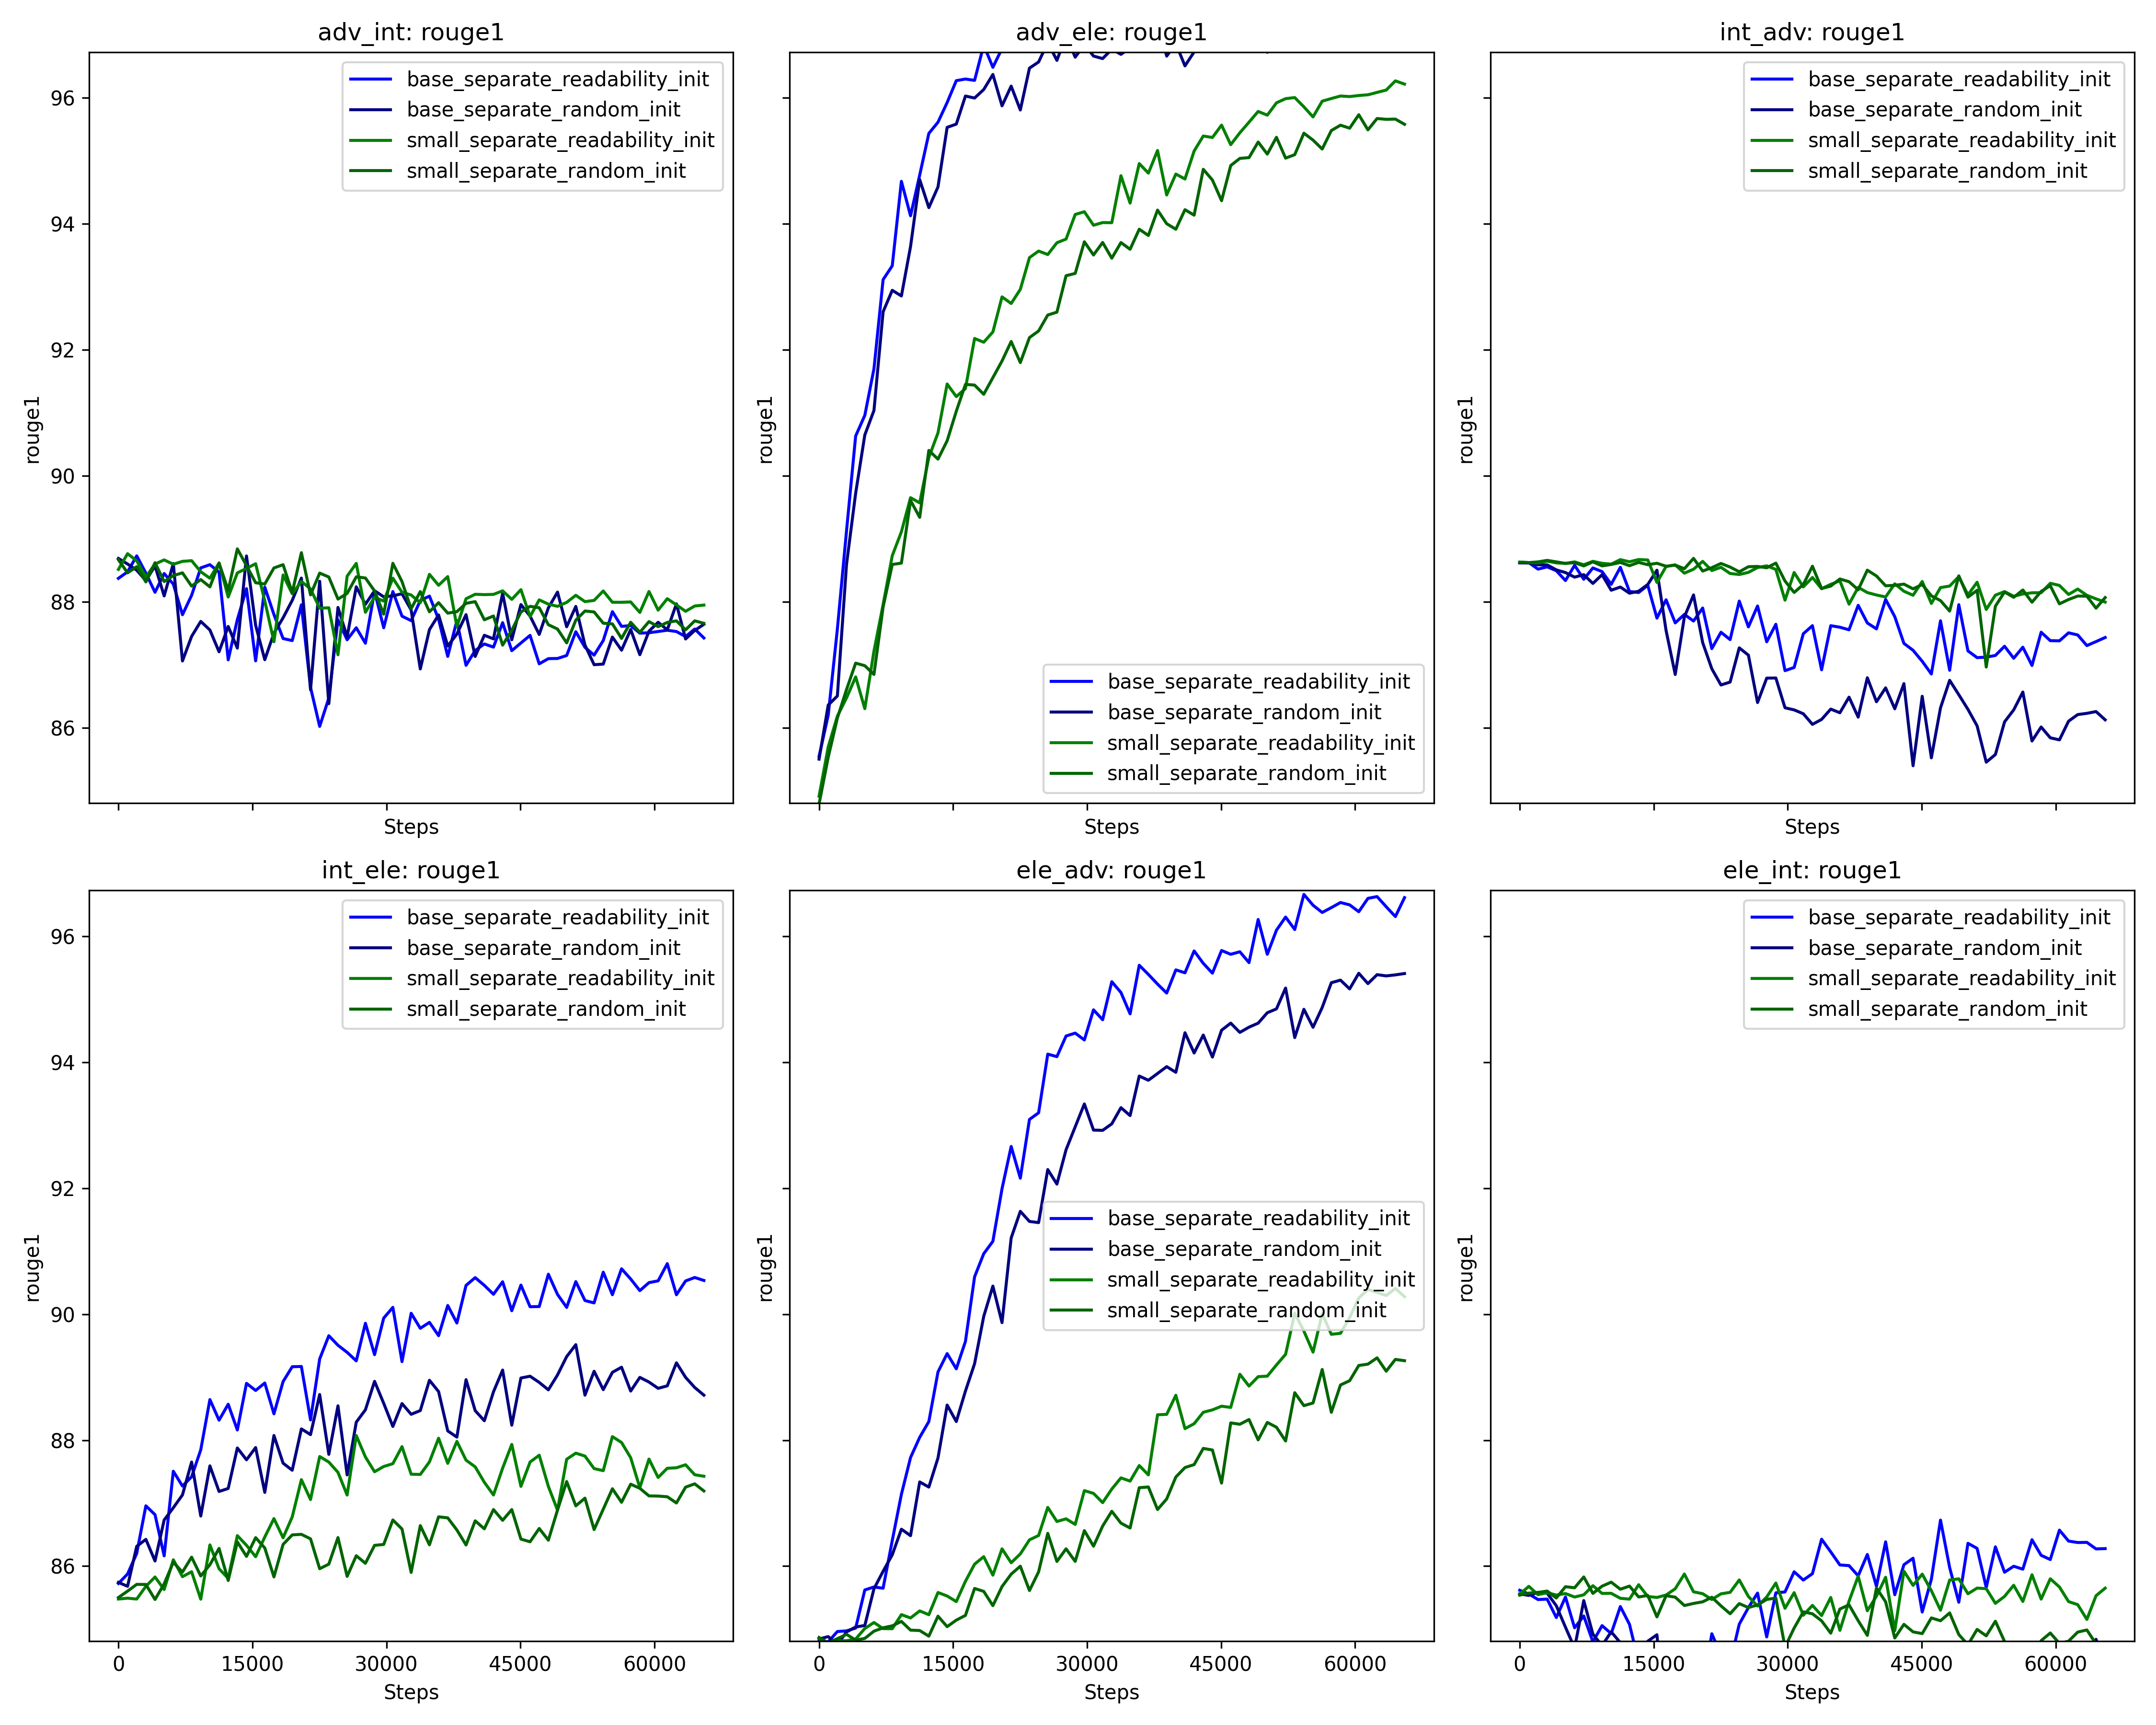 adv_int: rouge1
96
94
92
90
88
86
rouge1
Steps
base_separate_readability_init
base_separate_random_init
small_separate_readability_init
small_separate_random_init
adv_ele: rouge1
rouge1
Steps
base_separate_readability_init
base_separate_random_init
small_separate_readability_init
small_separate_random_init
int_adv: rouge1
rouge1
Steps
base_separate_readability_init
base_separate_random_init
small_separate_readability_init
small_separate_random_init
int_ele: rouge1
96
94
92
90
88
86
rouge1
0 15000 30000 45000 60000
Steps
base_separate_readability_init
base_separate_random_init
small_separate_readability_init
small_separate_random_init
ele_adv: rouge1
rouge1
0 15000 30000 45000 60000
Steps
base_separate_readability_init
base_separate_random_init
small_separate_readability_init
small_separate_random_init
ele_int: rouge1
rouge1
0 15000 30000 45000 60000
Steps
base_separate_readability_init
base_separate_random_init
small_separate_readability_init
small_separate_random_init